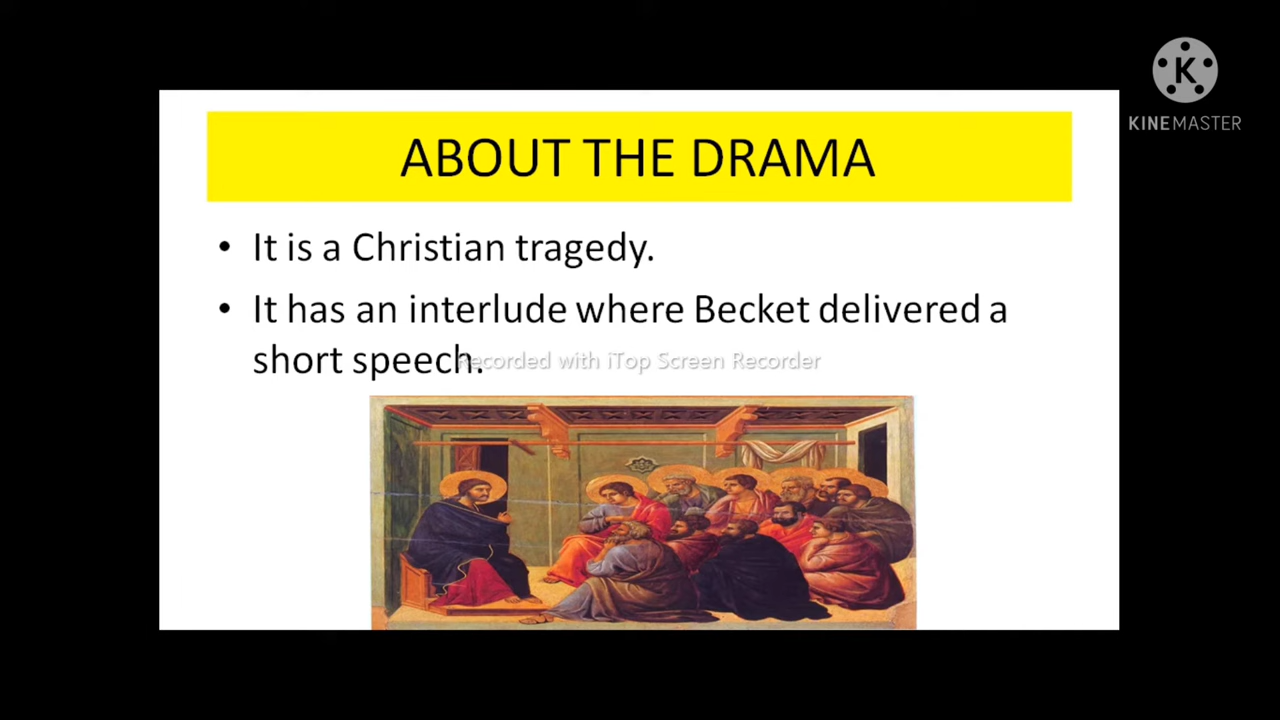 KINEMASTER
ABOUT THE DRAMA
• It is a Christian tragedy.
• It has an interlude where Becket delivered a
short speech.
Recorded with iTop Screen Recorder